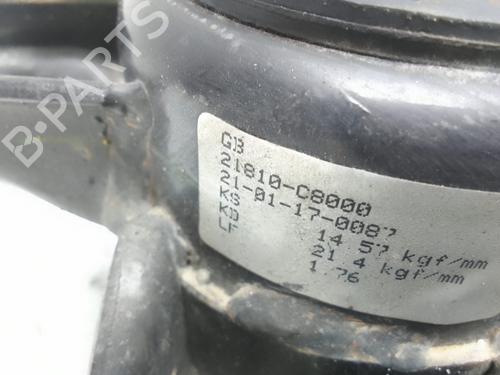 B-PARTS
GB
21810-C8000
21-01-17-0087
KS 14 57 kgf/mm
KD 21 4 kgf/mm
LF 1.76